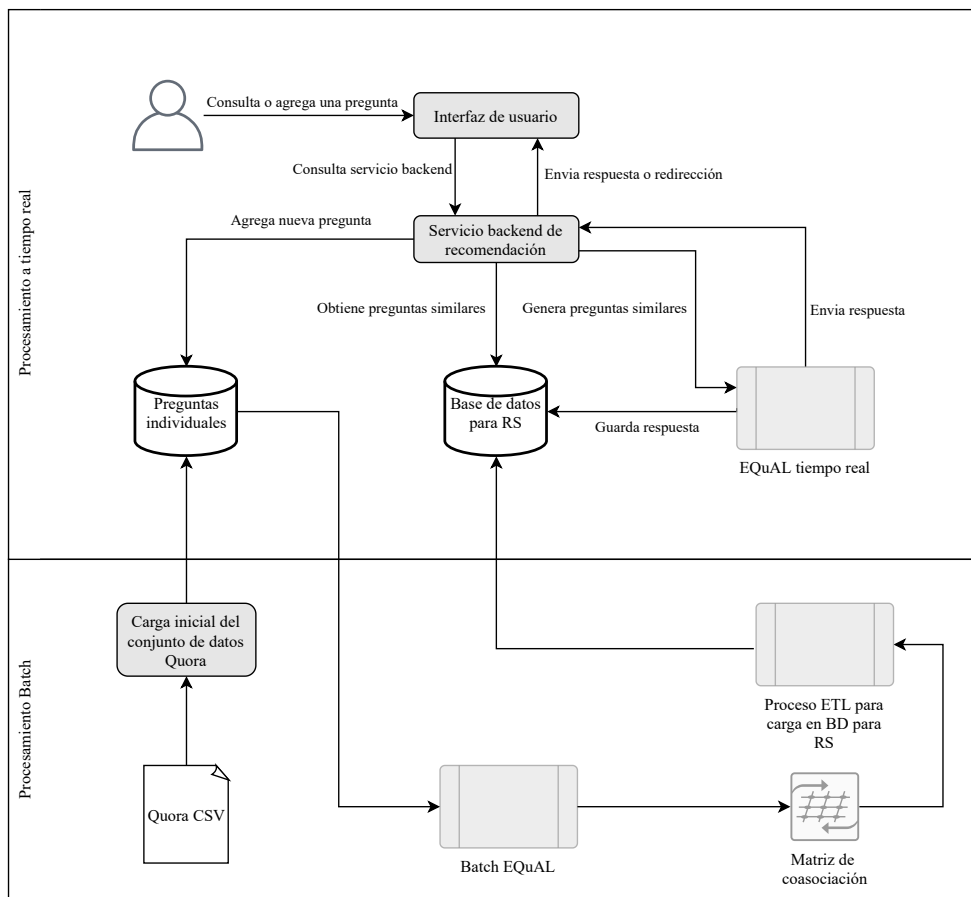 Procesamiento a tiempo real
Consulta o agrega una pregunta
Interfaz de usuario
Consulta servicio backend
Envia respuesta o redirección
Agrega nueva pregunta
Servicio backend de
recomendación
Obtiene preguntas similares
Genera preguntas similares
Envia respuesta
Preguntas
individuales
Base de datos
para RS
Guarda respuesta
EQuAL tiempo real
Procesamiento Batch
Carga inicial del
conjunto de datos
Quora
Proceso ETL para
carga en BD para
RS
Quora CSV
Batch EQuAL
Matriz de
coasociación